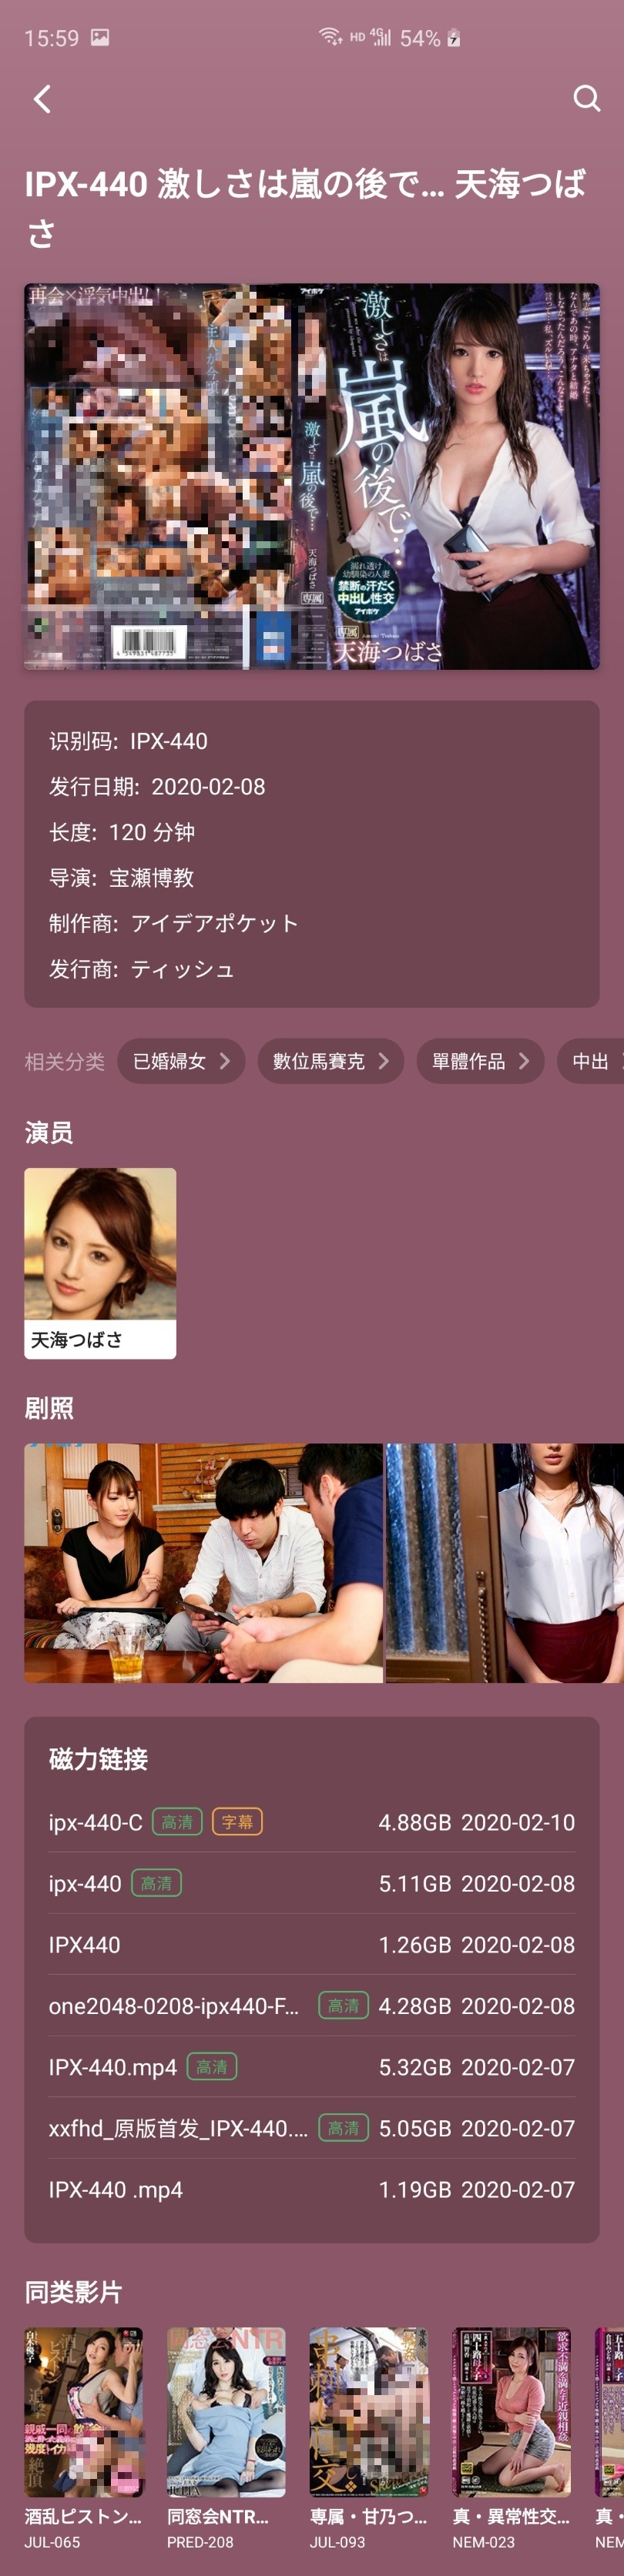 15:59
HD 4G 54%
IPX-440 激しさは嵐の後で... 天海つば
さ
再会×浮気中出し
アイポケ
激しさは
嵐の後で…
激しさは嵐の後で…
天海つばさ
専属
濡れ透け
幼馴染の人妻
禁断の汗だく
中出し性交
アイポケ
専属
天海つばさ
识别码: IPX-440
发行日期: 2020-02-08
长度: 120 分钟
导演: 宝瀬博教
制作商: アイデアポケット
发行商: ティッシュ
相关分类 已婚婦女 數位馬賽克 單體作品 中出
演员
天海つばさ
剧照
磁力链接
ipx-440-C 高清 字幕 4.88GB 2020-02-10
ipx-440 高清 5.11GB 2020-02-08
IPX440 1.26GB 2020-02-08
one2048-0208-ipx440-F... 高清 4.28GB 2020-02-08
IPX-440.mp4 高清 5.32GB 2020-02-07
xxfhd_原版首发_IPX-440.... 高清 5.05GB 2020-02-07
IPX-440 .mp4 1.19GB 2020-02-07
同类影片
同窓会NTR
酒乱ピストン...
JUL-065
同窓会NTR...
PRED-208
専属・甘乃つ...
JUL-093
真・異常性交...
NEM-023
真・
NEM